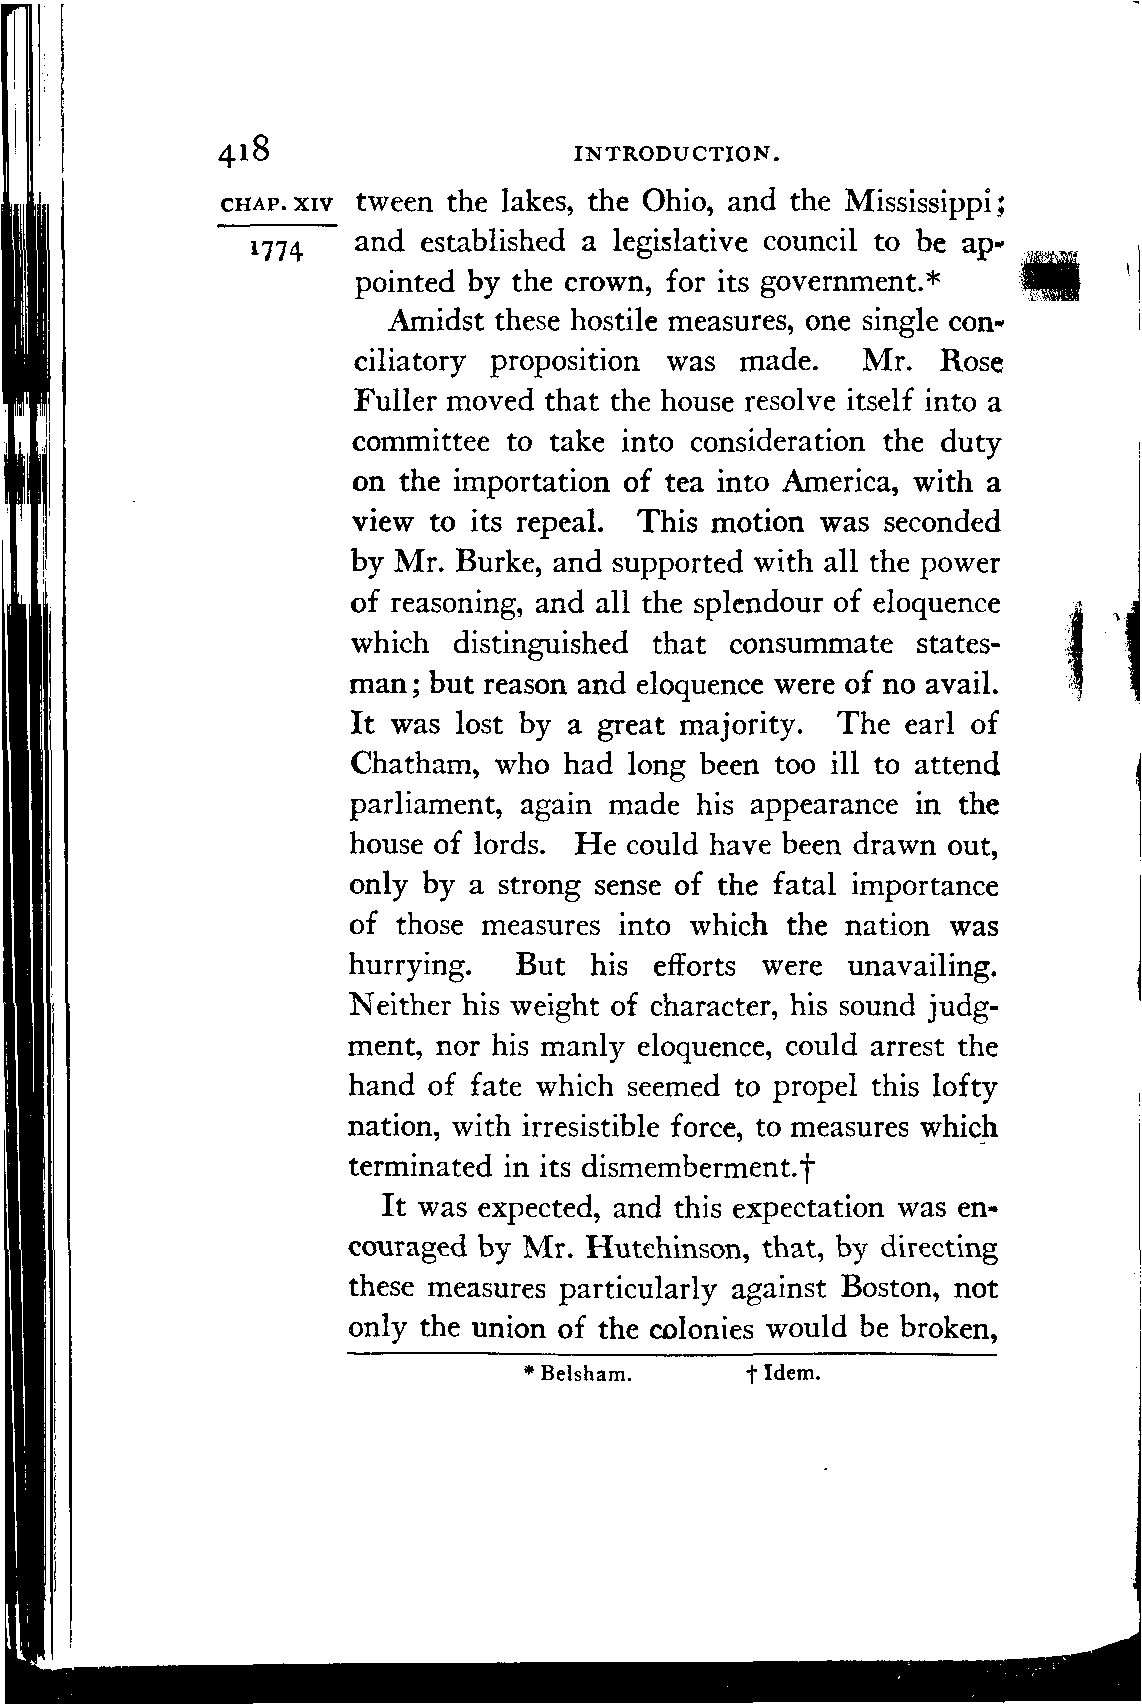 418 INTRODUCTION.
CHAP. XIV tween the lakes, the Ohio, and the Mississippi;
1774 and established a legislative council to be ap-
pointed by the crown, for its government.*
Amidst these hostile measures, one single con-
ciliatory proposition was made. Mr. Rose
Fuller moved that the house resolve itself into a
committee to take into consideration the duty
on the importation of tea into America, with a
view to its repeal. This motion was seconded
by Mr. Burke, and supported with all the power
of reasoning, and all the splendour of eloquence
which distinguished that consummate states-
man; but reason and eloquence were of no avail.
It was lost by a great majority. The earl of
Chatham, who had long been too ill to attend
parliament, again made his appearance in the
house of lords. He could have been drawn out,
only by a strong sense of the fatal importance
of those measures into which the nation was
hurrying. But his efforts were unavailing.
Neither his weight of character, his sound judg-
ment, nor his manly eloquence, could arrest the
hand of fate which seemed to propel this lofty
nation, with irresistible force, to measures which
terminated in its dismemberment.†
It was expected, and this expectation was en-
couraged by Mr. Hutchinson, that, by directing
these measures particularly against Boston, not
only the union of the colonies would be broken,
* Belsham. † Idem.